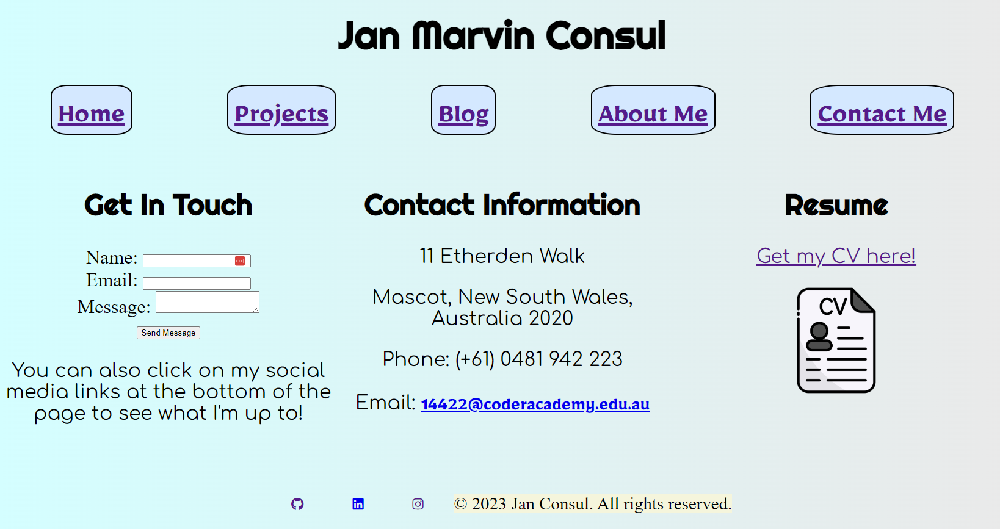 Jan Marvin Consul
Home
Projects
Blog
About Me
Contact Me
Get In Touch
Name:
Email:
Message:
Send Message
You can also click on my social
media links at the bottom of the
page to see what I'm up to!
Contact Information
11 Etherden Walk
Mascot, New South Wales,
Australia 2020
Phone: (+61) 0481 942 223
Email: 14422@coderacademy.edu.au
Resume
Get my CV here!
CV
© 2023 Jan Consul. All rights reserved.